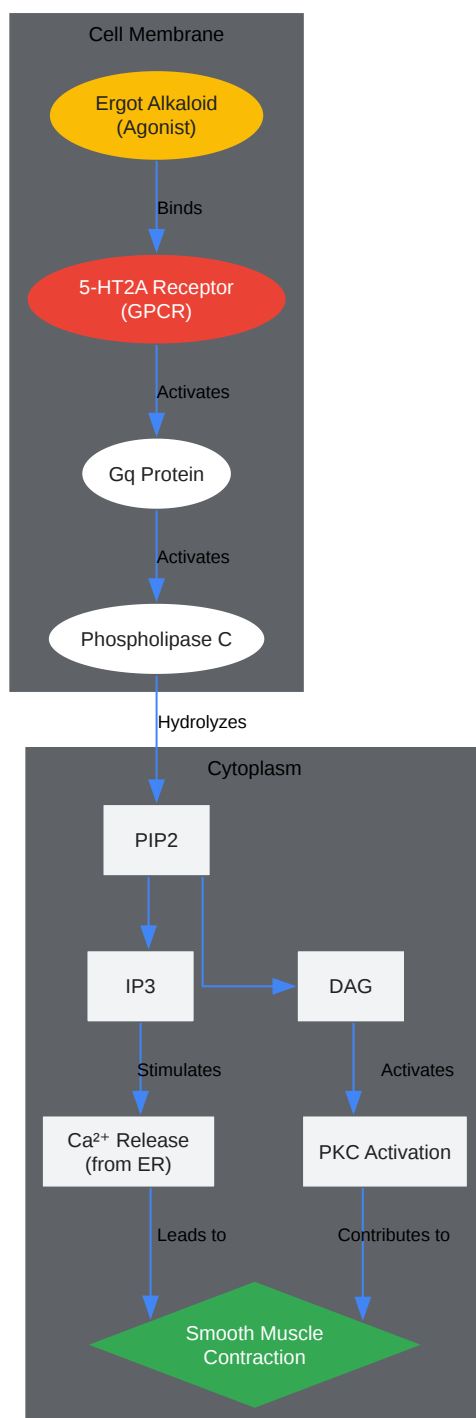 Cell Membrane
Ergot Alkaloid
(Agonist)
Binds
5-HT2A Receptor
(GPCR)
Activates
Gq Protein
Activates
Phospholipase C
Hydrolyzes
Cytoplasm
PIP2
IP3
DAG
Stimulates
Activates
Ca²⁺ Release
(from ER)
PKC Activation
Leads to
Contributes to
Smooth Muscle
Contraction